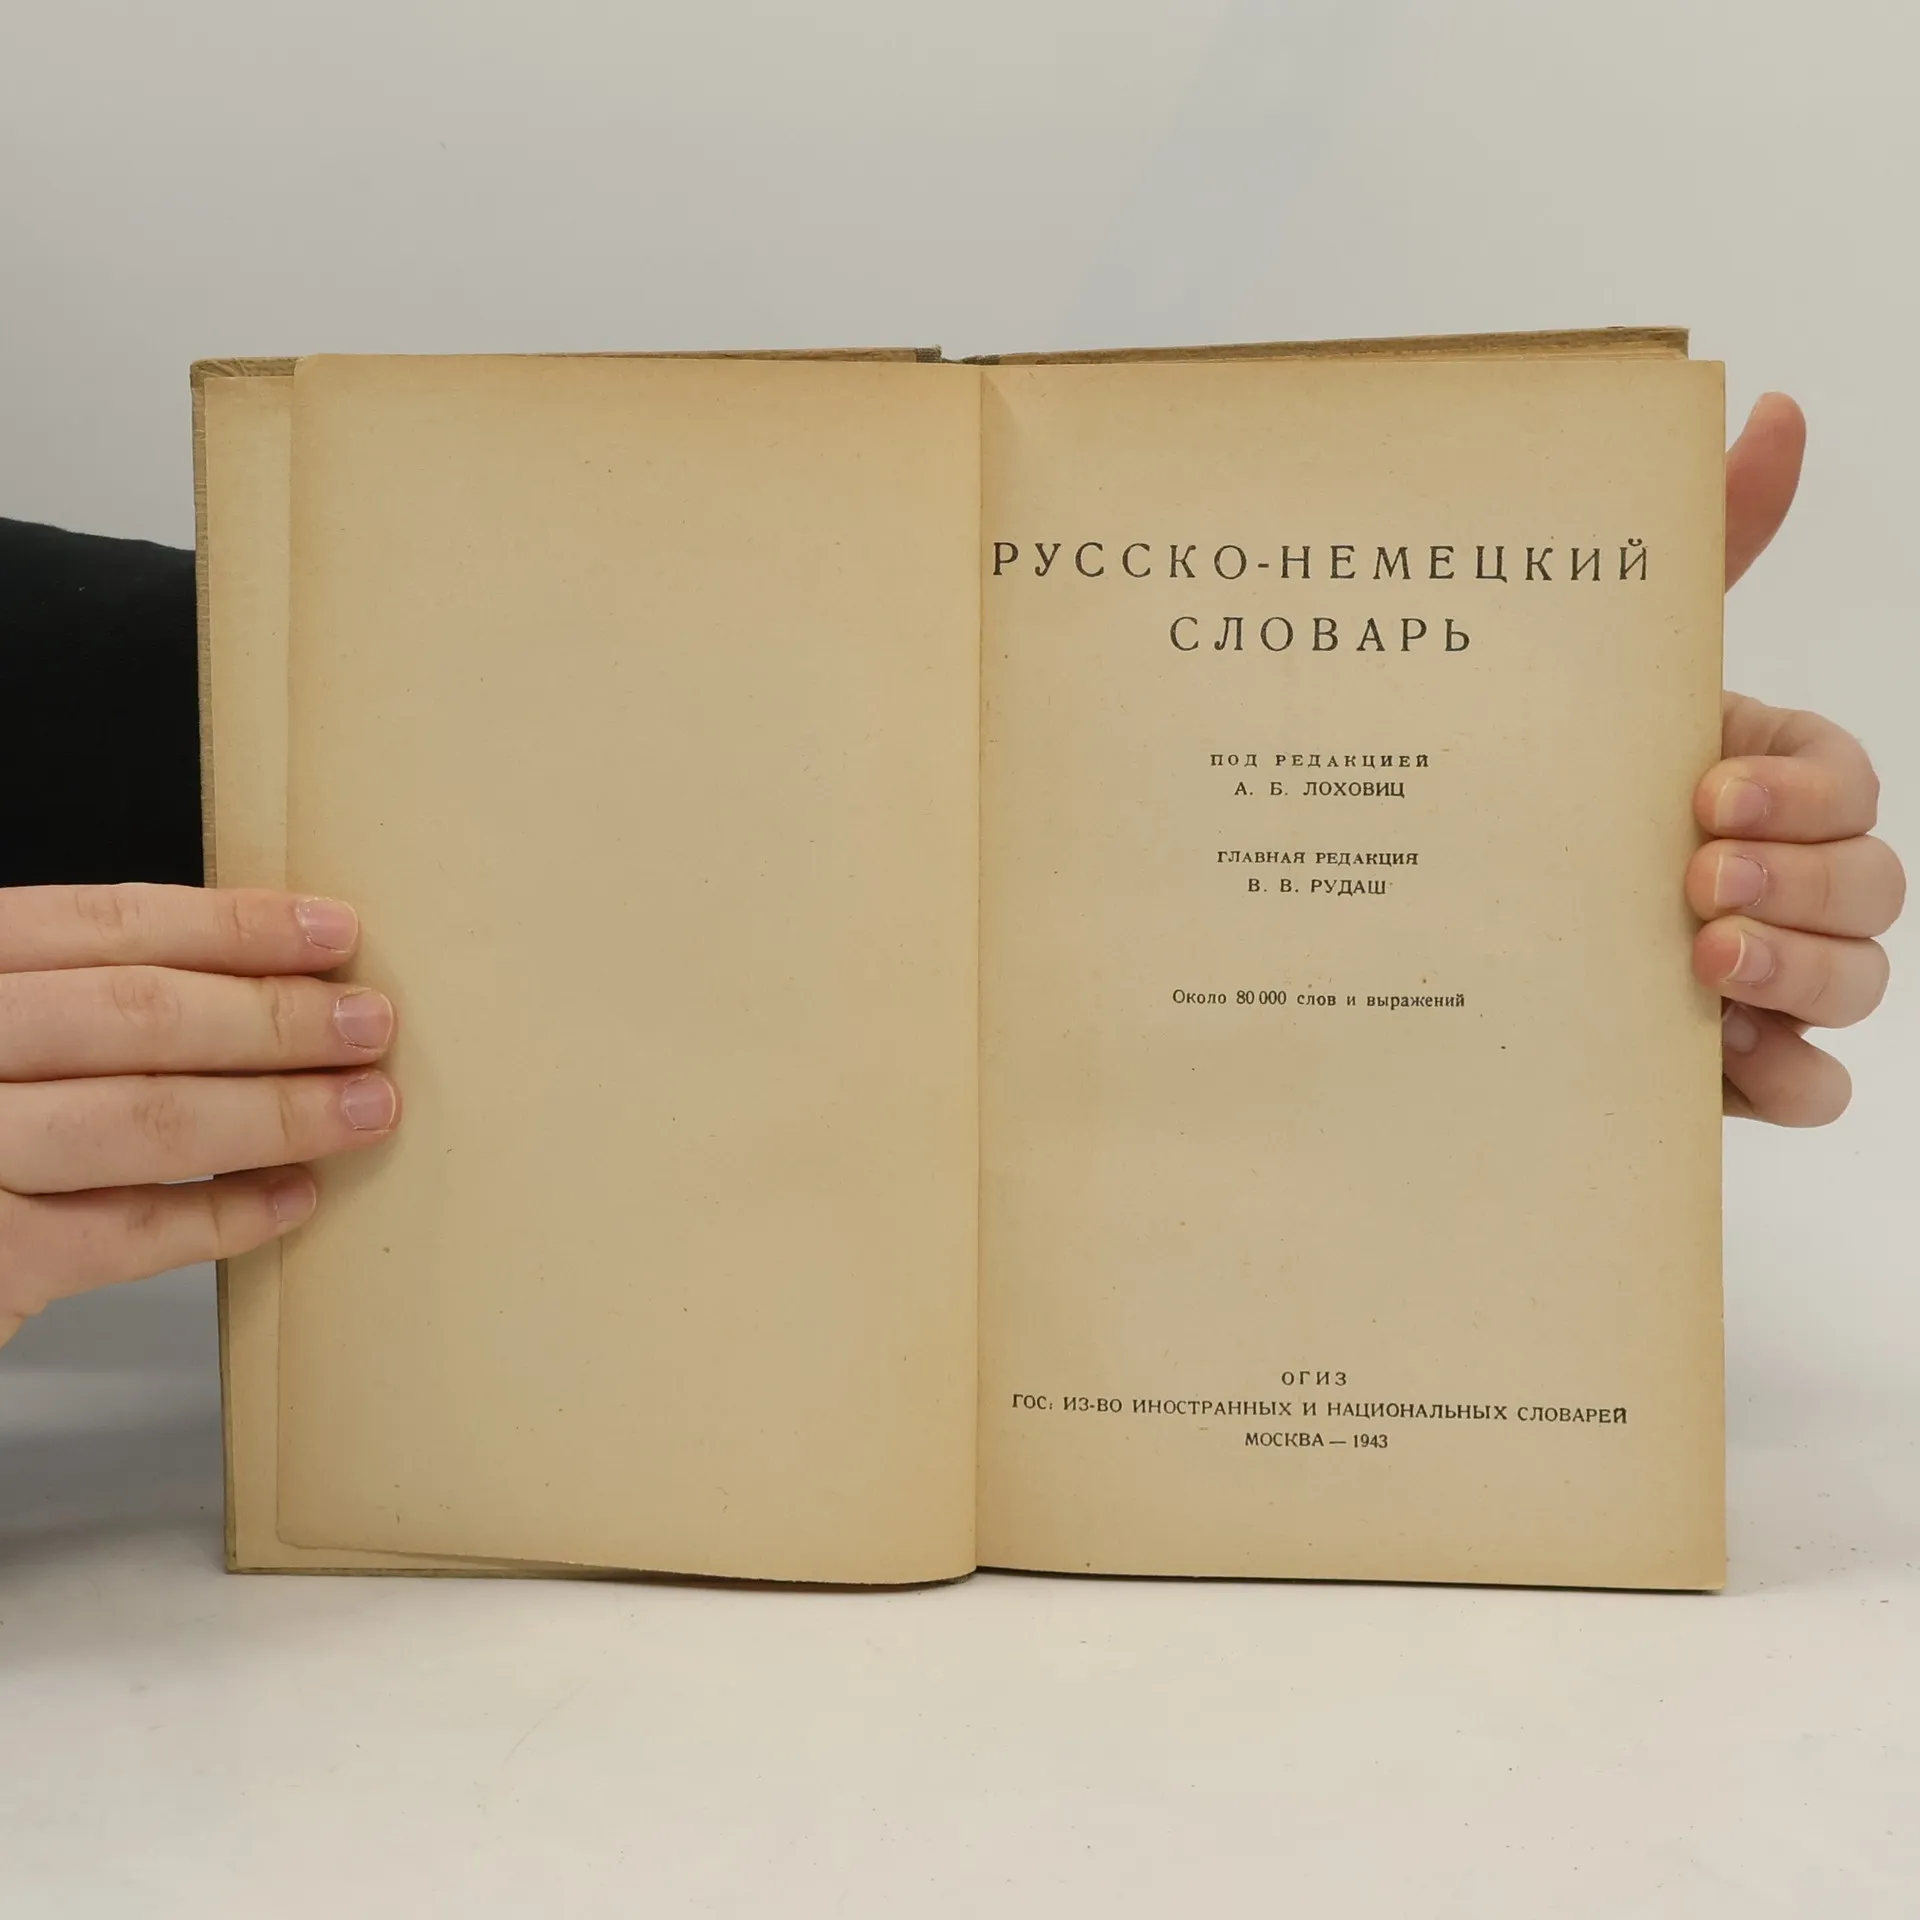 РУССКО-НЕМЕЦКИЙ
СЛОВАРЬ
ПОД РЕДАКЦИЕЙ
А. Б. ЛОХОВИЦ
ГЛАВНАЯ РЕДАКЦИЯ
В. В. РУДАШ
Около 80 000 слов и выражений
ОГИЗ
ГОС. ИЗ-ВО ИНОСТРАННЫХ И НАЦИОНАЛЬНЫХ СЛОВАРЕЙ
МОСКВА — 1943